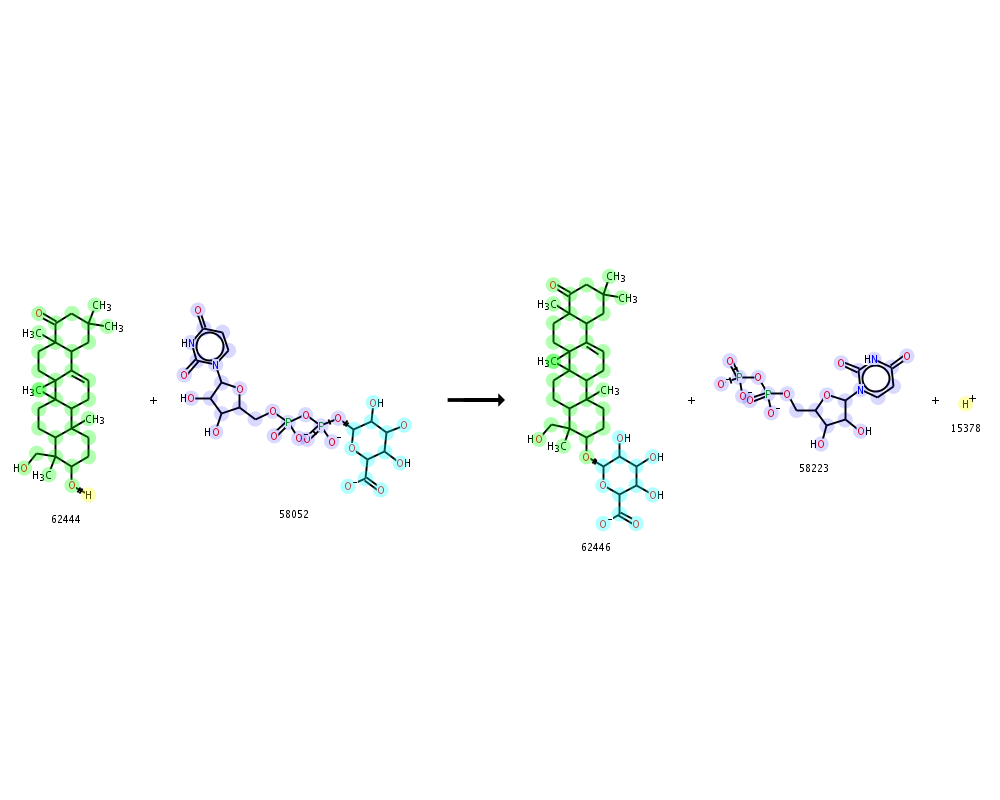 O CH3 CH3 H3C H3C CH3 HO H3C O H
62444
+
O HN O N HO O HO O P O O O- P O O- O O OH O OH O- O
58052
O CH3 CH3 H3C H3C CH3 HO H3C O OH OH O OH O- O
62446
+
O P O O- O- O P O- O O N O HN O OH HO
58223
+
H+
15378